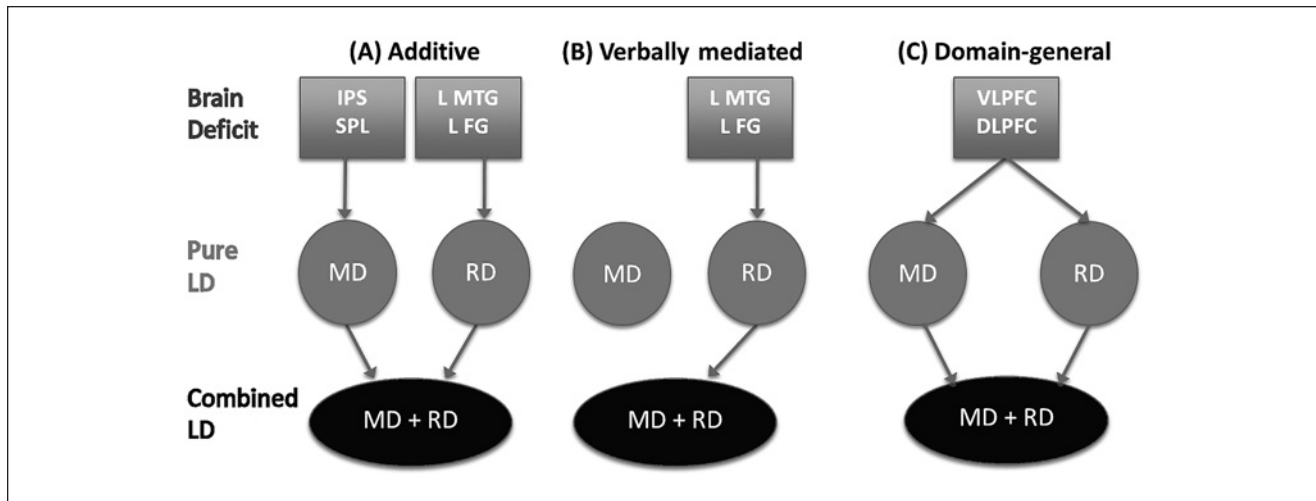 (A) Additive
(B) Verbally mediated
(C) Domain-general
Brain
Deficit
IPS
SPL
L MTG
L FG
L MTG
L FG
VLPFC
DLPFC
Pure
LD
MD
RD
MD
RD
MD
RD
Combined
LD
MD + RD
MD + RD
MD + RD